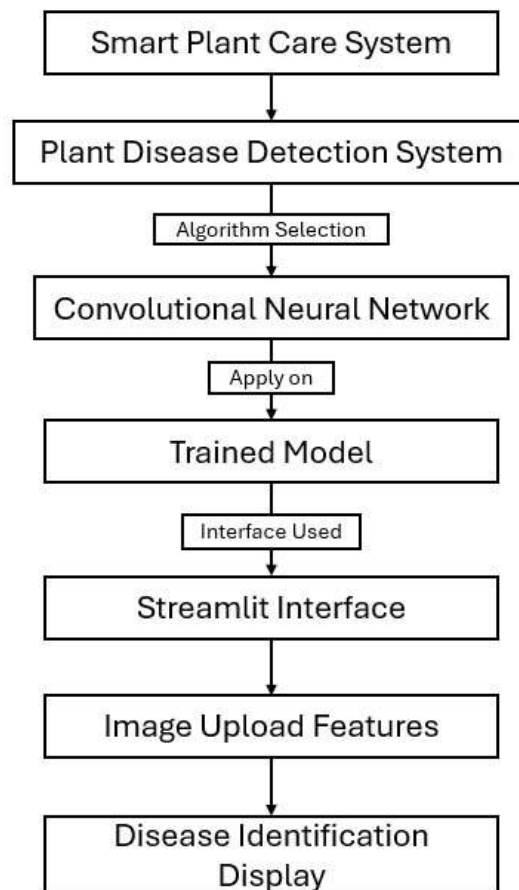 Smart Plant Care System
Plant Disease Detection System
Algorithm Selection
Convolutional Neural Network
Apply on
Trained Model
Interface Used
Streamlit Interface
Image Upload Features
Disease Identification
Display